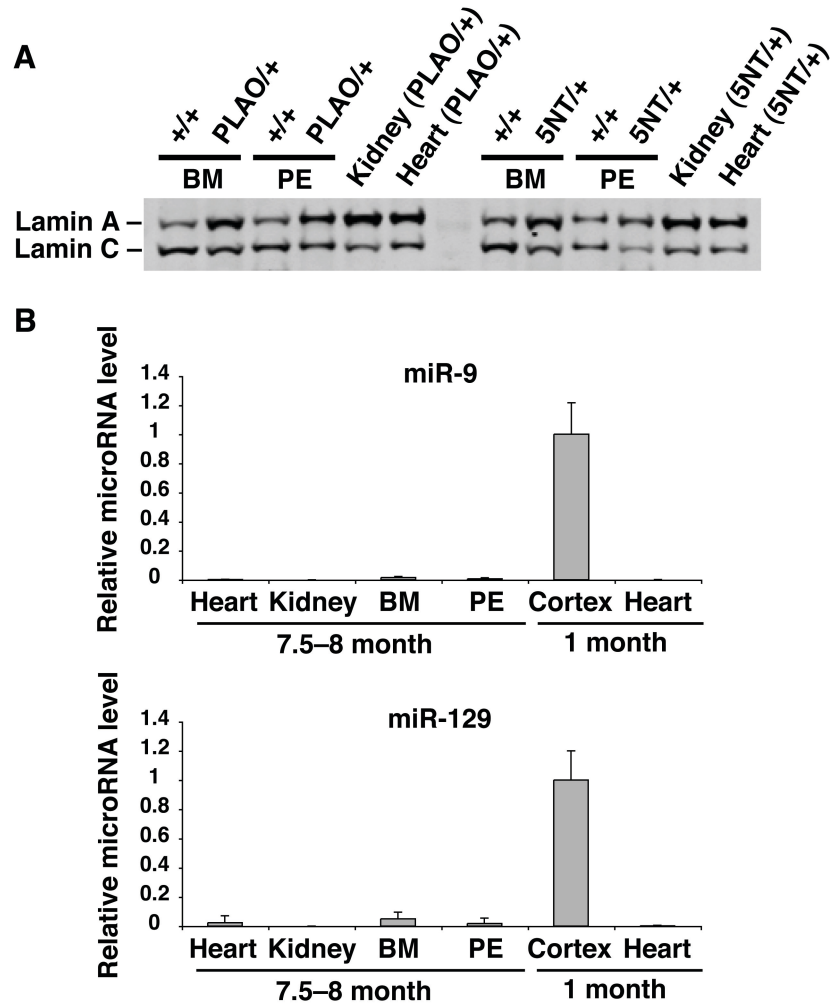 A
+/+ PLAO/+ +/+ PLAO/+ Kidney (PLAO/+) Heart (PLAO/+) +/+ 5NT/+ +/+ 5NT/+ Kidney (5NT/+) Heart (5NT/+)
BM PE BM PE
Lamin A –
Lamin C –
B
miR-9
Relative microRNA level
1.4
1.2
1
0.8
0.6
0.4
0.2
0
Heart Kidney BM PE Cortex Heart
7.5–8 month 1 month
miR-129
Relative microRNA level
1.4
1.2
1
0.8
0.6
0.4
0.2
0
Heart Kidney BM PE Cortex Heart
7.5–8 month 1 month